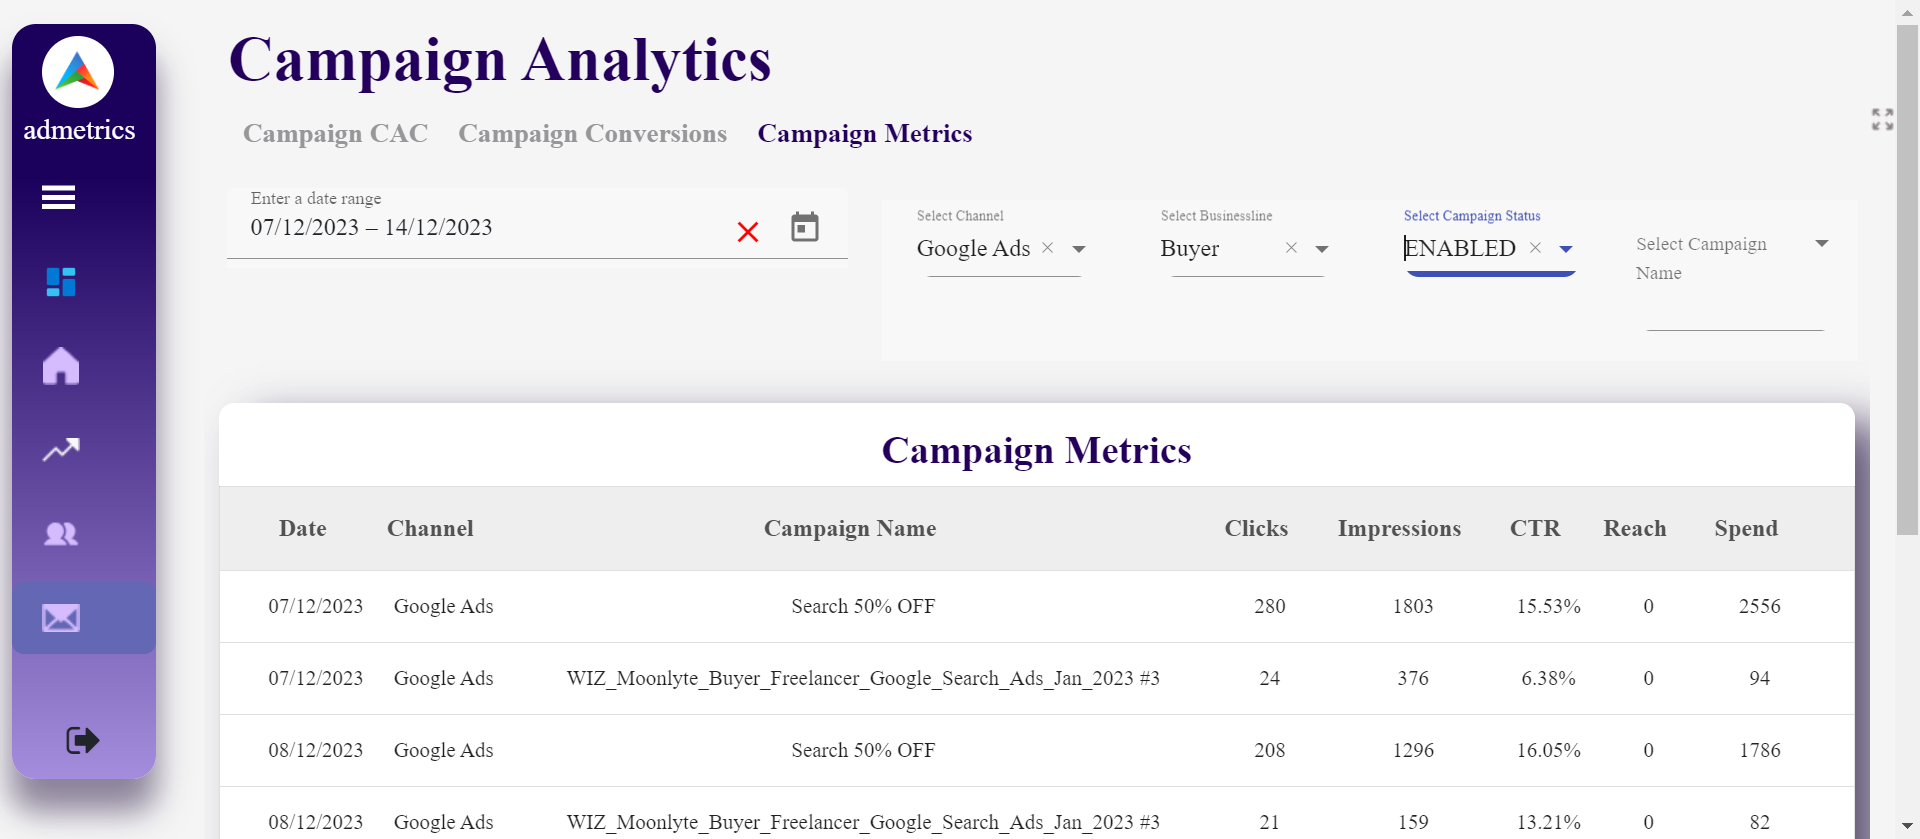 admetrics
Campaign Analytics
Campaign CAC Campaign Conversions Campaign Metrics
Enter a date range
07/12/2023 – 14/12/2023
Select Channel Select Businessline Select Campaign Status
Google Ads × Buyer × ENABLED ×
Select Campaign
Name
Campaign Metrics
Date Channel Campaign Name Clicks Impressions CTR Reach Spend
07/12/2023 Google Ads Search 50% OFF 280 1803 15.53% 0 2556
07/12/2023 Google Ads WIZ_Moonlyte_Buyer_Freelancer_Google_Search_Ads_Jan_2023 #3 24 376 6.38% 0 94
08/12/2023 Google Ads Search 50% OFF 208 1296 16.05% 0 1786
08/12/2023 Google Ads WIZ_Moonlyte_Buyer_Freelancer_Google_Search_Ads_Jan_2023 #3 21 159 13.21% 0 82